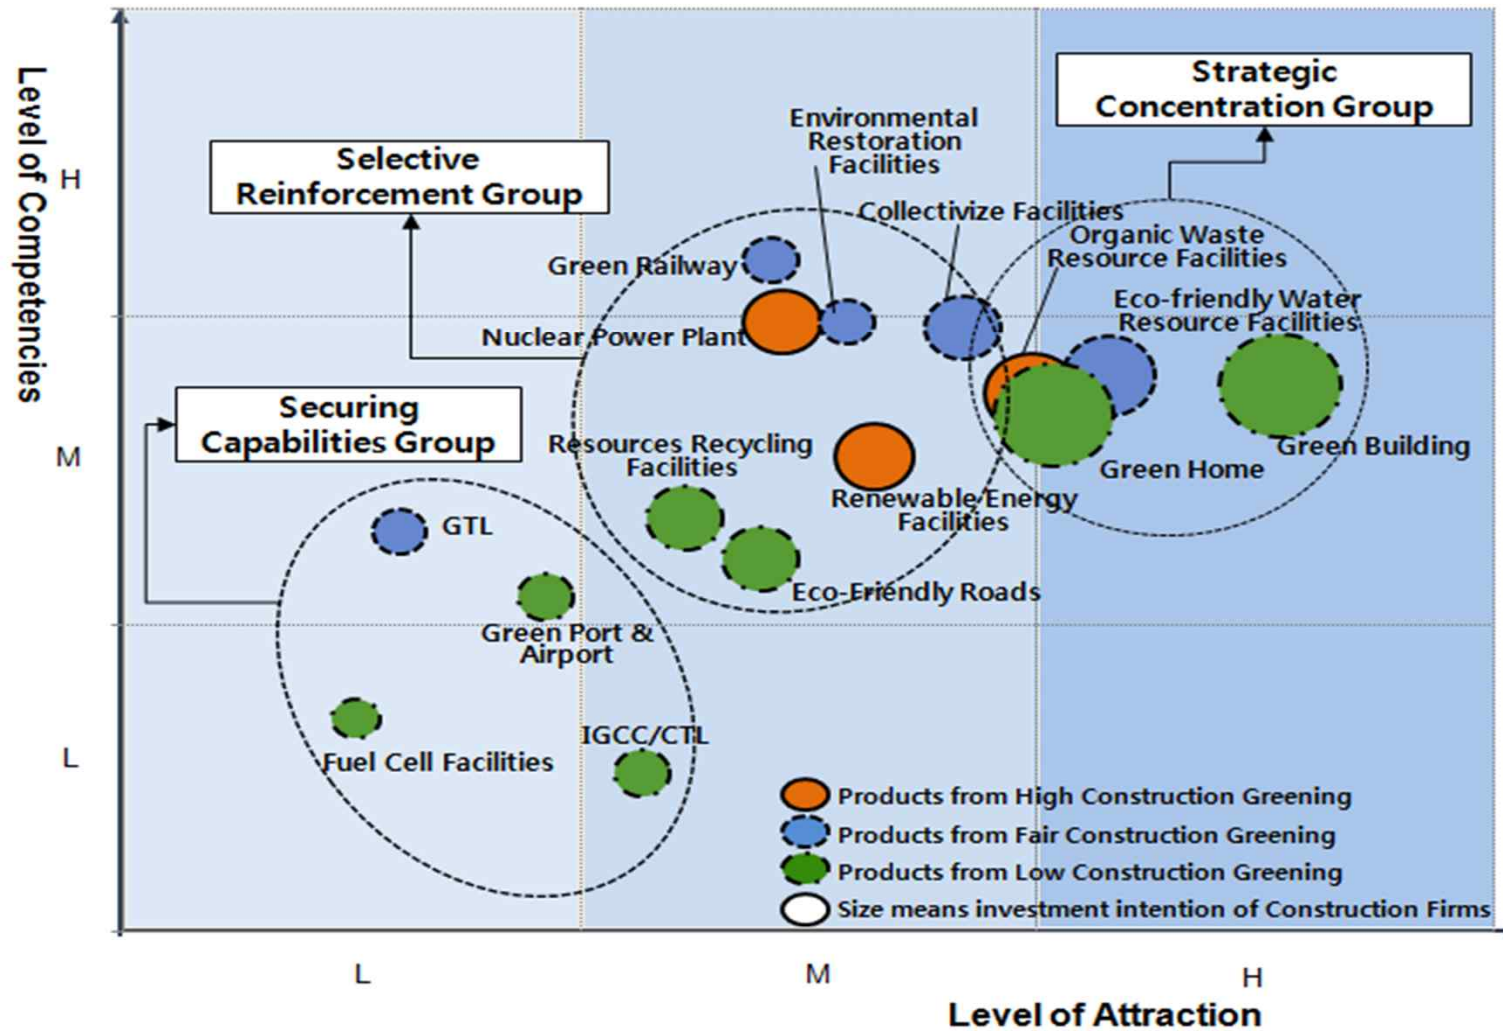 Level of Competencies
H
M
L
Strategic
Concentration Group
Selective
Reinforcement Group
Securing
Capabilities Group
Environmental
Restoration
Facilities
Collectivize Facilities
Organic Waste
Resource Facilities
Green Railway
Eco-friendly Water
Resource Facilities
Nuclear Power Plant
Resources Recycling
Facilities
Green Building
Green Home
Renewable Energy
Facilities
GTL
Eco-Friendly Roads
Green Port &
Airport
IGCC/CTL
Fuel Cell Facilities
Products from High Construction Greening
Products from Fair Construction Greening
Products from Low Construction Greening
Size means investment intention of Construction Firms
L
M
H
Level of Attraction